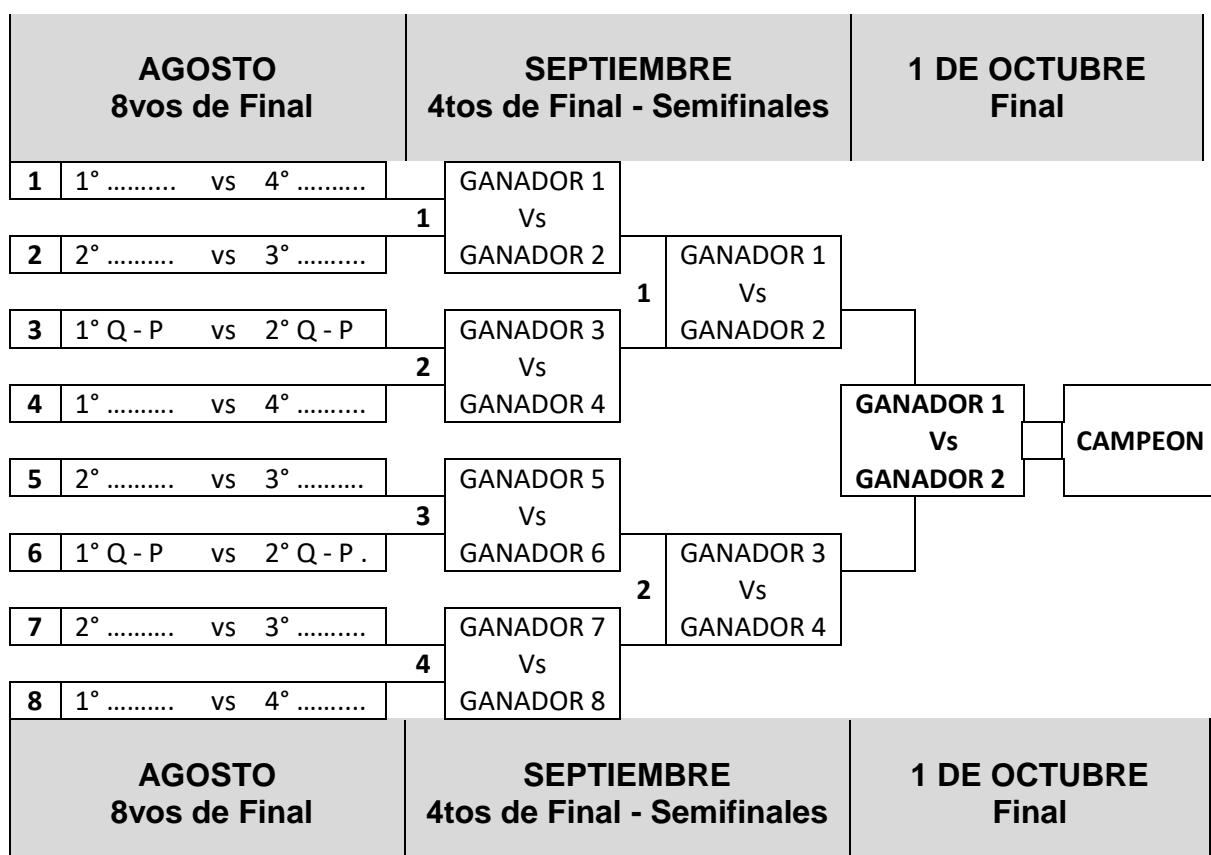 AGOSTO
8vos de Final
SEPTIEMBRE
4tos de Final - Semifinales
1 DE OCTUBRE
Final
1 1° .......... vs 4° ..........
2 2° .......... vs 3° ..........
3 1° Q - P vs 2° Q - P
4 1° .......... vs 4° ..........
5 2° .......... vs 3° ..........
6 1° Q - P vs 2° Q - P .
7 2° .......... vs 3° ..........
8 1° .......... vs 4° ..........
1
GANADOR 1
Vs
GANADOR 2
2
GANADOR 3
Vs
GANADOR 4
3
GANADOR 5
Vs
GANADOR 6
4
GANADOR 7
Vs
GANADOR 8
1
GANADOR 1
Vs
GANADOR 2
2
GANADOR 3
Vs
GANADOR 4
GANADOR 1
Vs
GANADOR 2
CAMPEON
AGOSTO
8vos de Final
SEPTIEMBRE
4tos de Final - Semifinales
1 DE OCTUBRE
Final